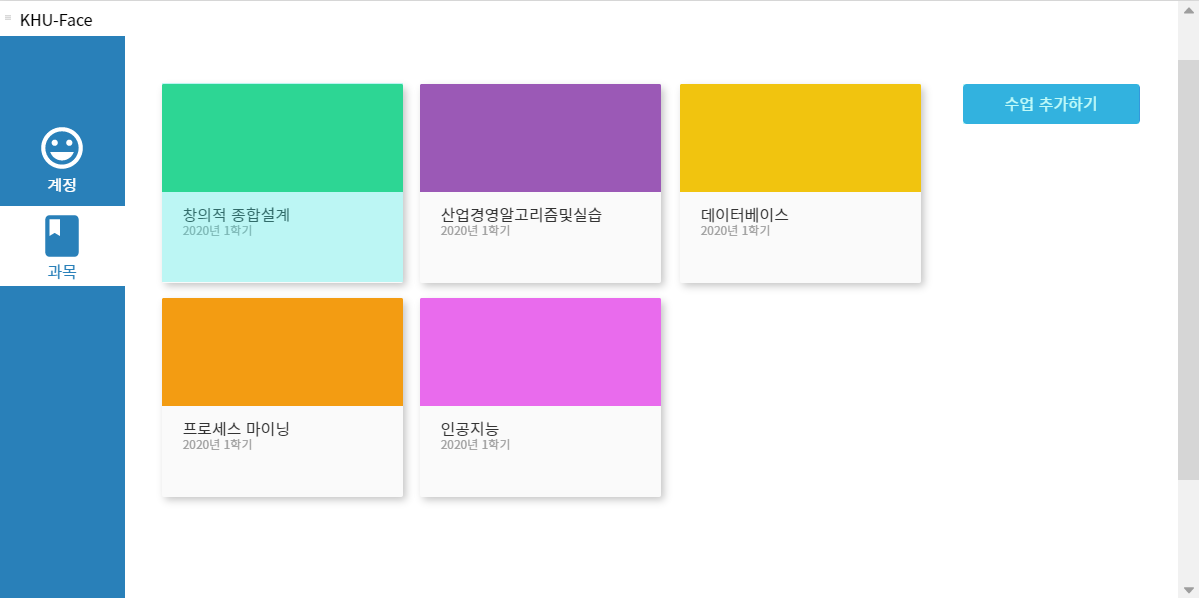 KHU-Face
계정
과목
창의적 종합설계
2020년 1학기
산업경영알고리즘및실습
2020년 1학기
데이터베이스
2020년 1학기
수업 추가하기
프로세스 마이닝
2020년 1학기
인공지능
2020년 1학기